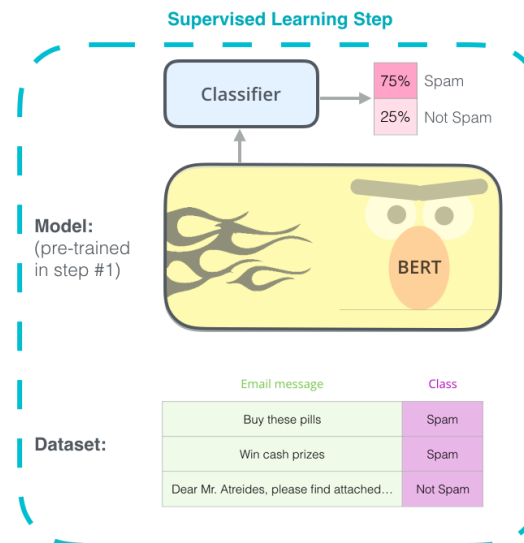 Supervised Learning Step
Classifier
75% Spam
25% Not Spam
Model:
(pre-trained
in step #1)
BERT
Email message Class
Dataset:
Buy these pills Spam
Win cash prizes Spam
Dear Mr. Atreides, please find attached… Not Spam